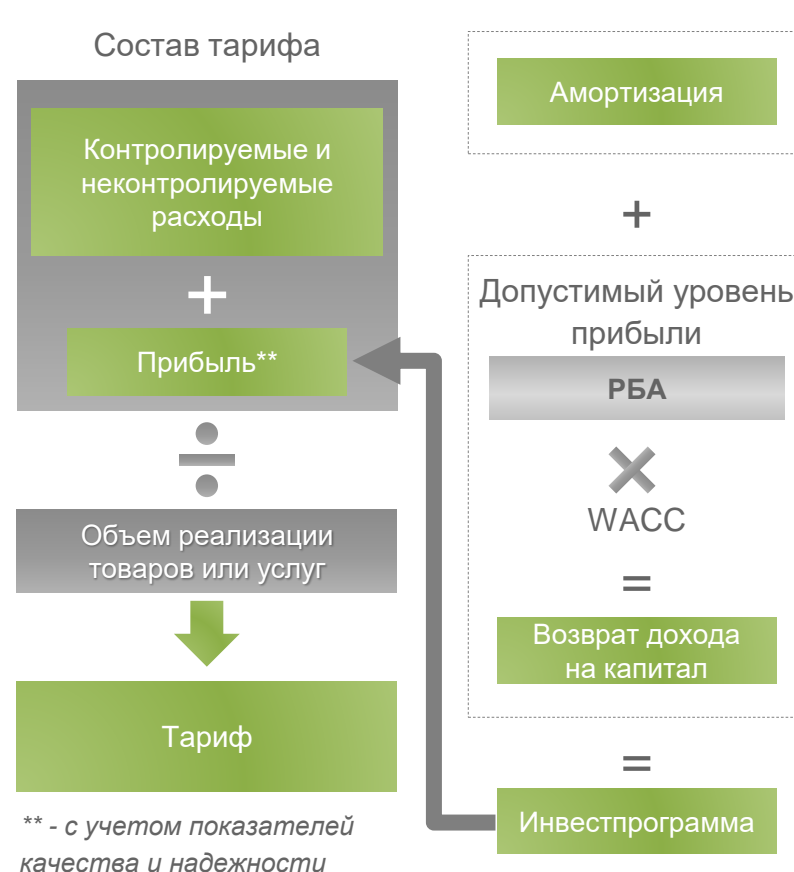 Состав тарифа
Контролируемые и
неконтролируемые
расходы
+
Прибыль**
÷
Объем реализации
товаров или услуг
Тариф
** - с учетом показателей
качества и надежности
Амортизация
+
Допустимый уровень
прибыли
РБА
×
WACC
=
Возврат дохода
на капитал
=
Инвестпрограмма